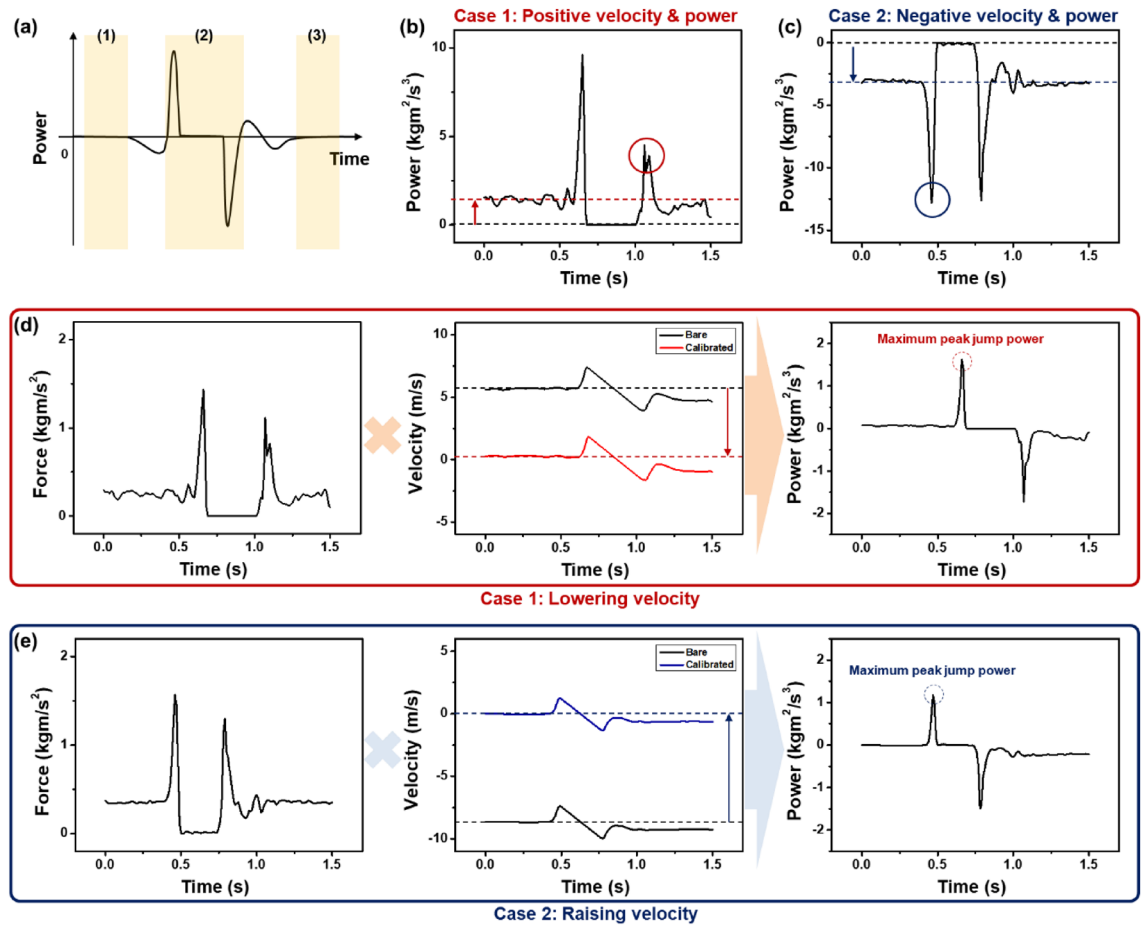 (a)
(1)
(2)
(3)
Power
0
Time
(b)
Case 1: Positive velocity & power
Power (kgm²/s³)
10
5
0
0.0
0.5
1.0
1.5
Time (s)
(c)
Case 2: Negative velocity & power
Power (kgm²/s³)
0
-5
-10
-15
0.0
0.5
1.0
1.5
Time (s)
(d)
Force (kgm/s²)
2
1
0
0.0
0.5
1.0
1.5
Time (s)
Velocity (m/s)
10
5
0
-5
Bare
Calibrated
0.0
0.5
1.0
1.5
Time (s)
Power (kgm²/s³)
2
1
0
-1
-2
Maximum peak jump power
0.0
0.5
1.0
1.5
Time (s)
Case 1: Lowering velocity
(e)
Force (kgm/s²)
2
1
0
0.0
0.5
1.0
1.5
Time (s)
Velocity (m/s)
5
0
-5
-10
Bare
Calibrated
0.0
0.5
1.0
1.5
Time (s)
Power (kgm²/s³)
2
1
0
-1
-2
Maximum peak jump power
0.0
0.5
1.0
1.5
Time (s)
Case 2: Raising velocity